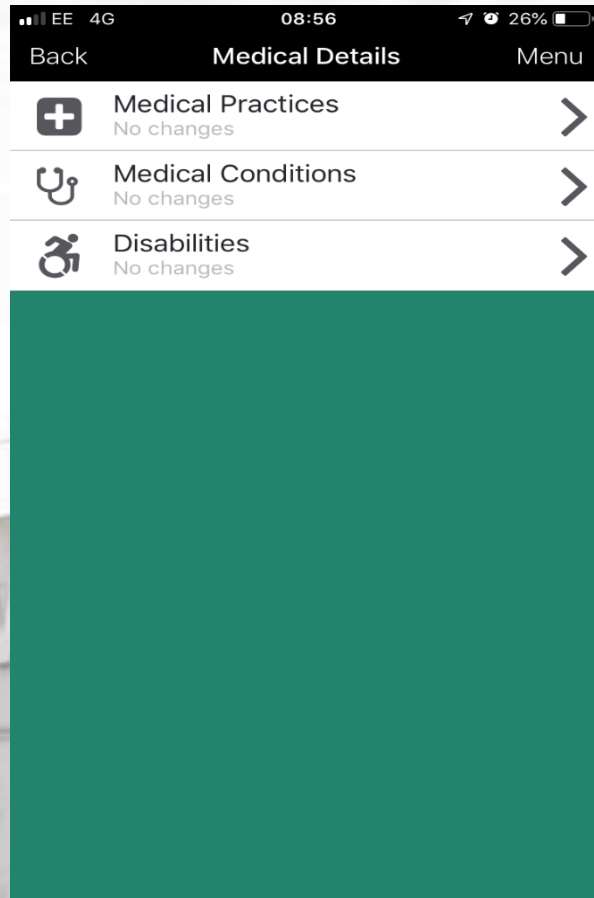 EE 4G 08:56 26%
Back Medical Details Menu
Medical Practices
No changes
Medical Conditions
No changes
Disabilities
No changes